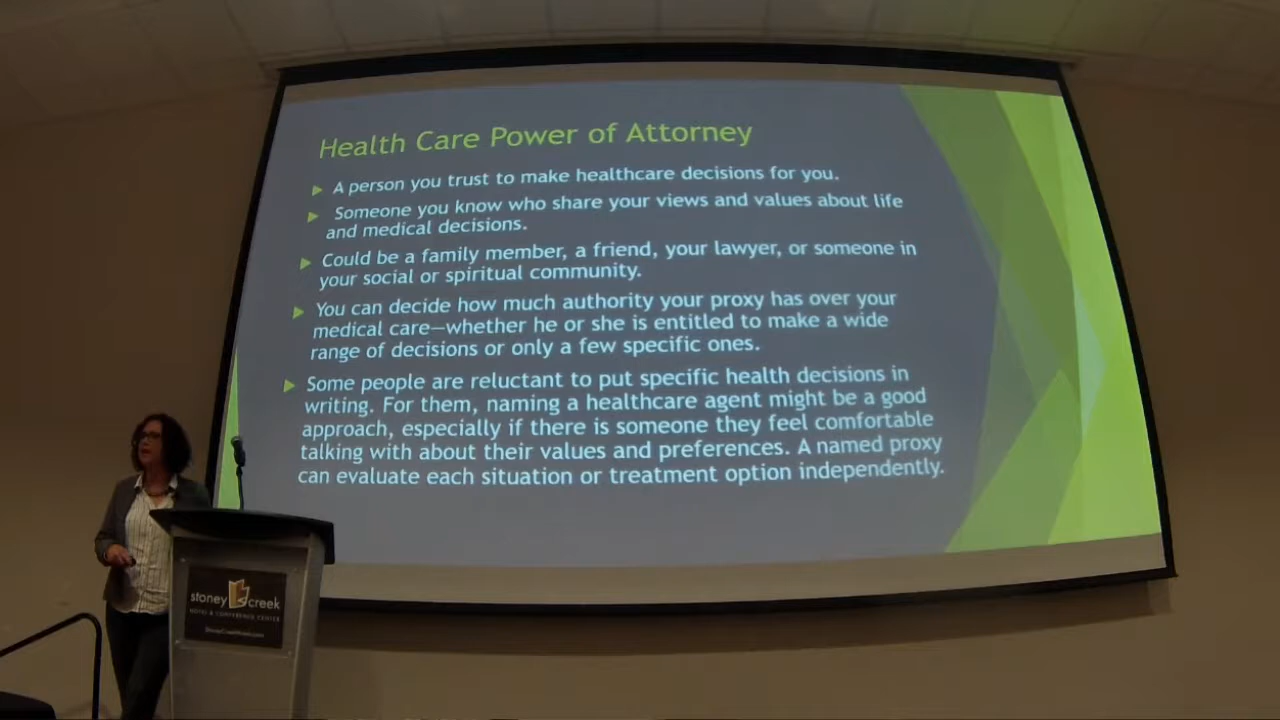 Health Care Power of Attorney
A person you trust to make healthcare decisions for you.
Someone you know who share your views and values about life
and medical decisions.
Could be a family member, a friend, your lawyer, or someone in
your social or spiritual community.
You can decide how much authority your proxy has over your
medical care—whether he or she is entitled to make a wide
range of decisions or only a few specific ones.
Some people are reluctant to put specific health decisions in
writing. For them, naming a healthcare agent might be a good
approach, especially if there is someone they feel comfortable
talking with about their values and preferences. A named proxy
can evaluate each situation or treatment option independently.
stoney creek
HOTEL & CONFERENCE CENTER